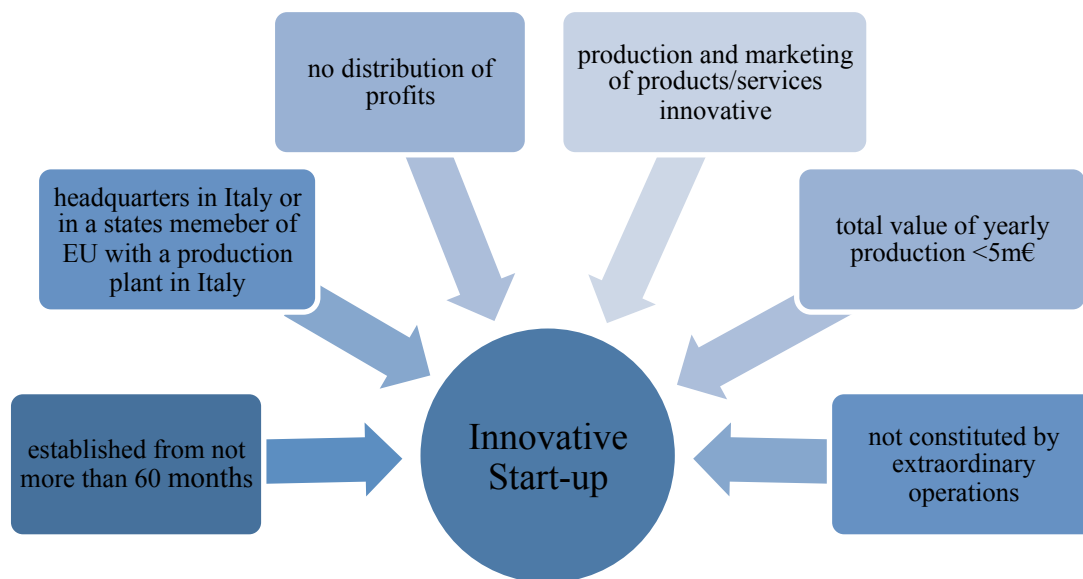 no distribution of
profits
production and marketing
of products/services
innovative
headquarters in Italy or
in a states memeber of
EU with a production
plant in Italy
total value of yearly
production <5m€
established from not
more than 60 months
Innovative
Start-up
not constituted by
extraordinary
operations